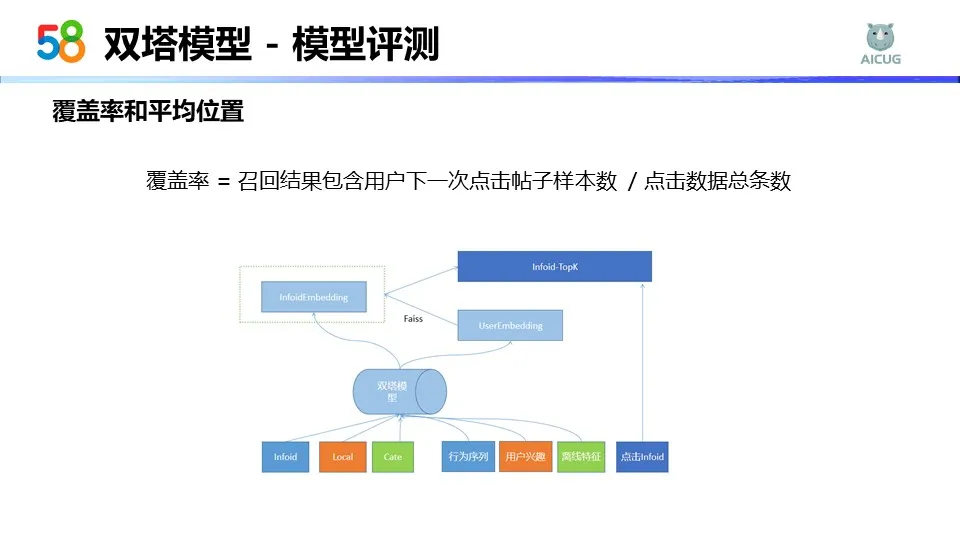 58 双塔模型 - 模型评测
AICUG
覆盖率和平均位置
覆盖率 = 召回结果包含用户下一次点击帖子样本数 / 点击数据总条数
Infoid-TopK
InfoidEmbedding
Faiss
UserEmbedding
双塔模
型
Infoid
Local
Cate
行为序列
用户兴趣
离线特征
点击Infoid